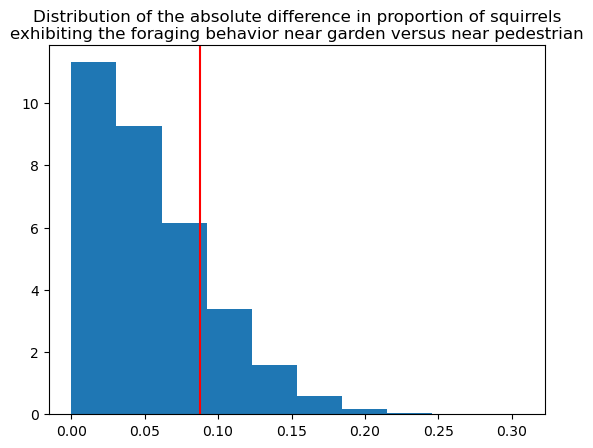 Distribution of the absolute difference in proportion of squirrels
exhibiting the foraging behavior near garden versus near pedestrian
10
8
6
4
2
0
0.00 0.05 0.10 0.15 0.20 0.25 0.30